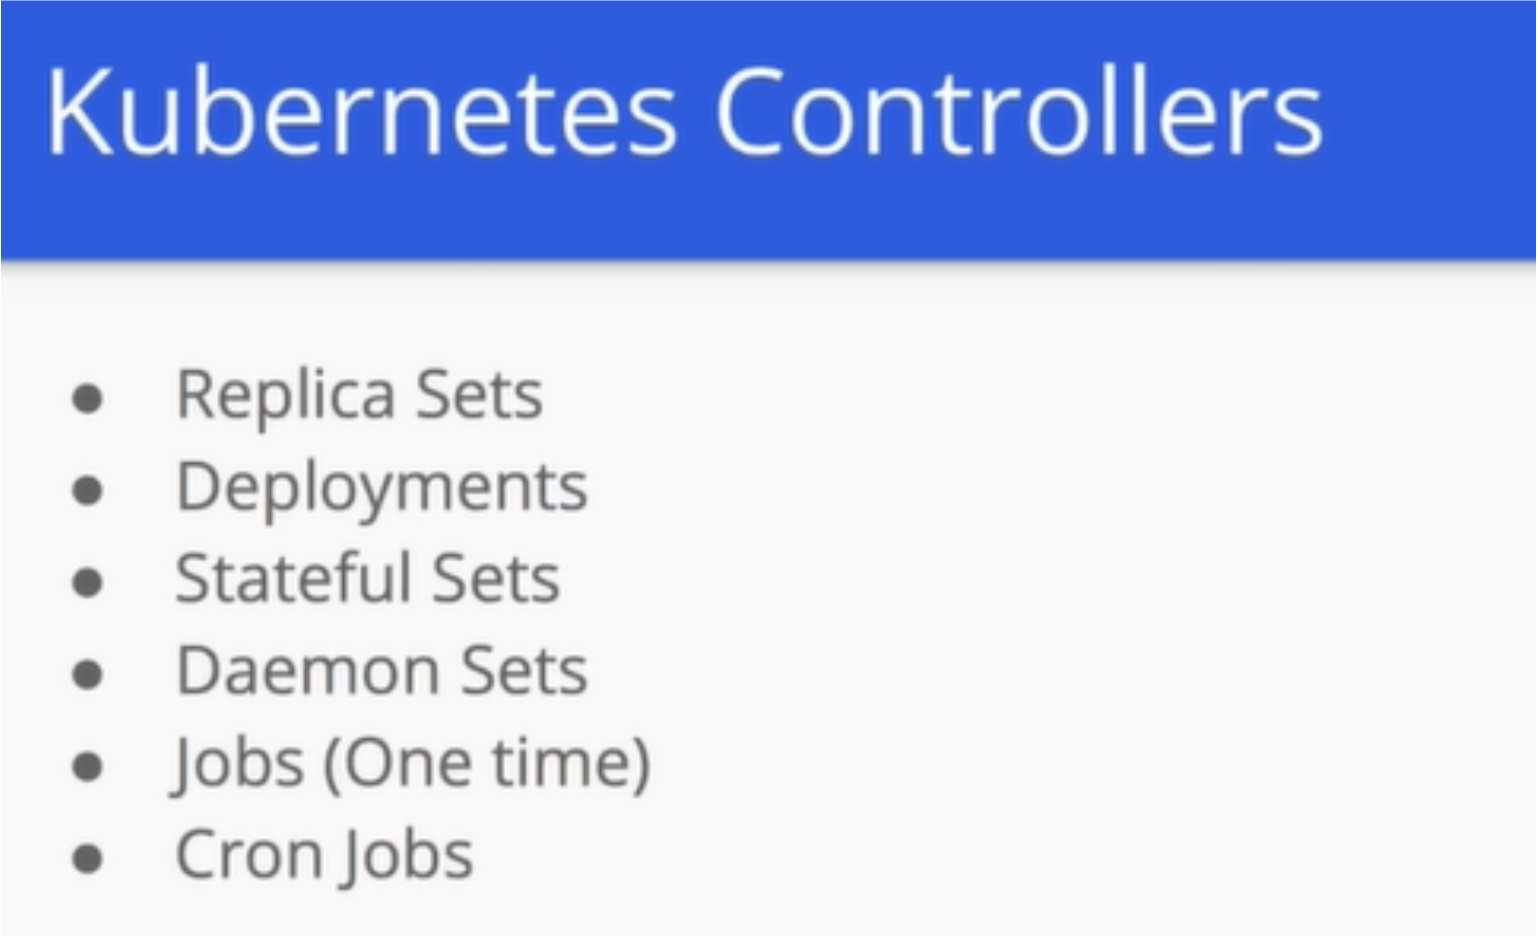 Kubernetes Controllers
● Replica Sets
● Deployments
● Stateful Sets
● Daemon Sets
● Jobs (One time)
● Cron Jobs